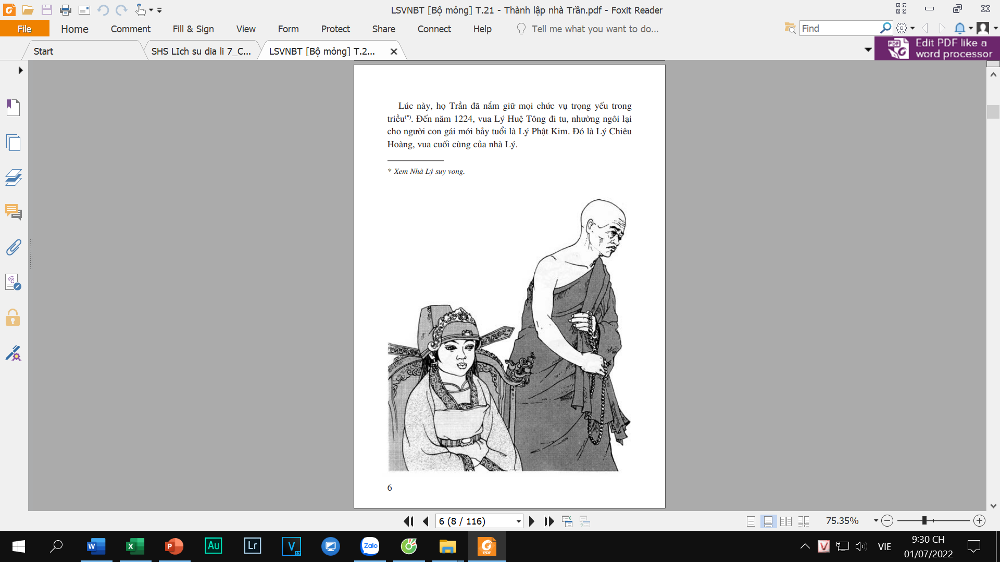 LSVNBT [Bộ mỏng] T.21 - Thành lập nhà Trần.pdf - Foxit Reader
File Home Comment Fill & Sign View Form Protect Share Connect Help Tell me what you want to do... Find
Start SHS LIch su dia li 7_C... LSVNBT [Bộ mỏng] T.2...
Edit PDF like a
word processor
Lúc này, họ Trần đã nắm giữ mọi chức vụ trọng yếu trong
triều(*). Đến năm 1224, vua Lý Huệ Tông đi tu, nhường ngôi lại
cho người con gái mới bảy tuổi là Lý Phật Kim. Đó là Lý Chiêu
Hoàng, vua cuối cùng của nhà Lý.
* Xem Nhà Lý suy vong.
6
6 (8 / 116) 75.35%
W X P Au Lr V Zalo PDF V VIE
9:30 CH
01/07/2022